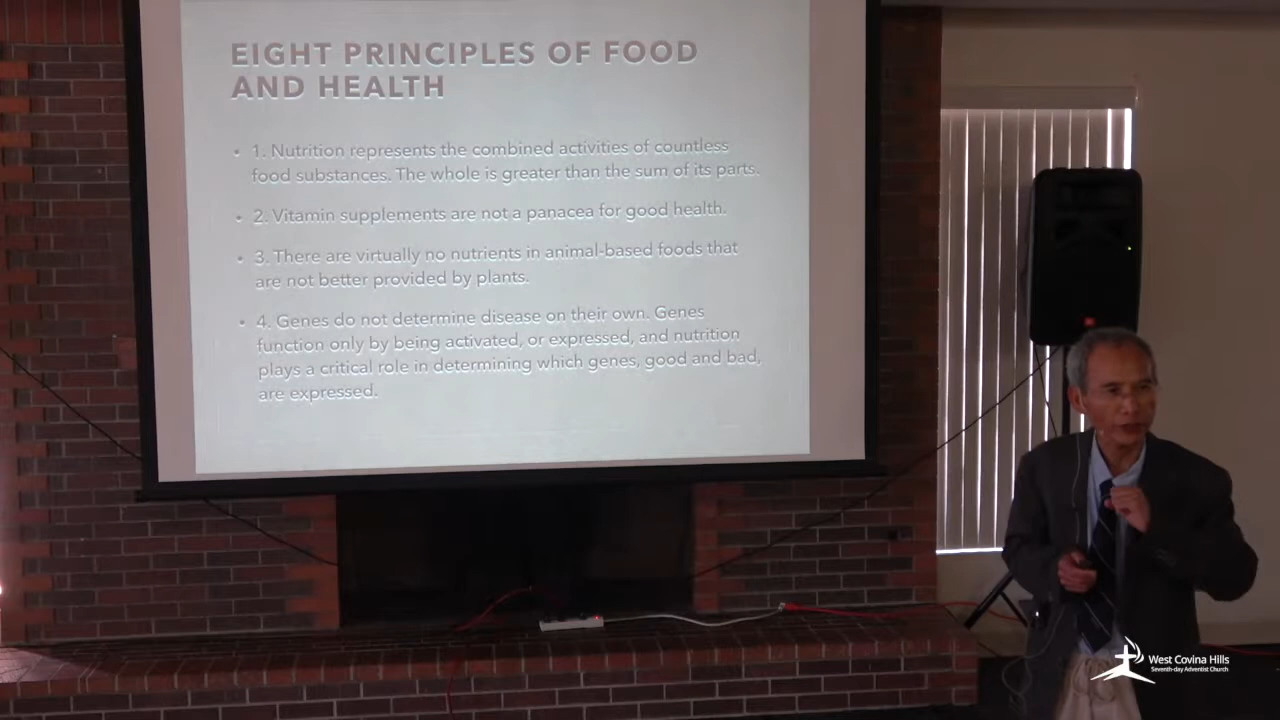 EIGHT PRINCIPLES OF FOOD
AND HEALTH
• 1. Nutrition represents the combined activities of countless
food substances. The whole is greater than the sum of its parts.
• 2. Vitamin supplements are not a panacea for good health.
• 3. There are virtually no nutrients in animal-based foods that
are not better provided by plants.
• 4. Genes do not determine disease on their own. Genes
function only by being activated, or expressed, and nutrition
plays a critical role in determining which genes, good and bad,
are expressed.
West Covina Hills
Seventh-day Adventist Church